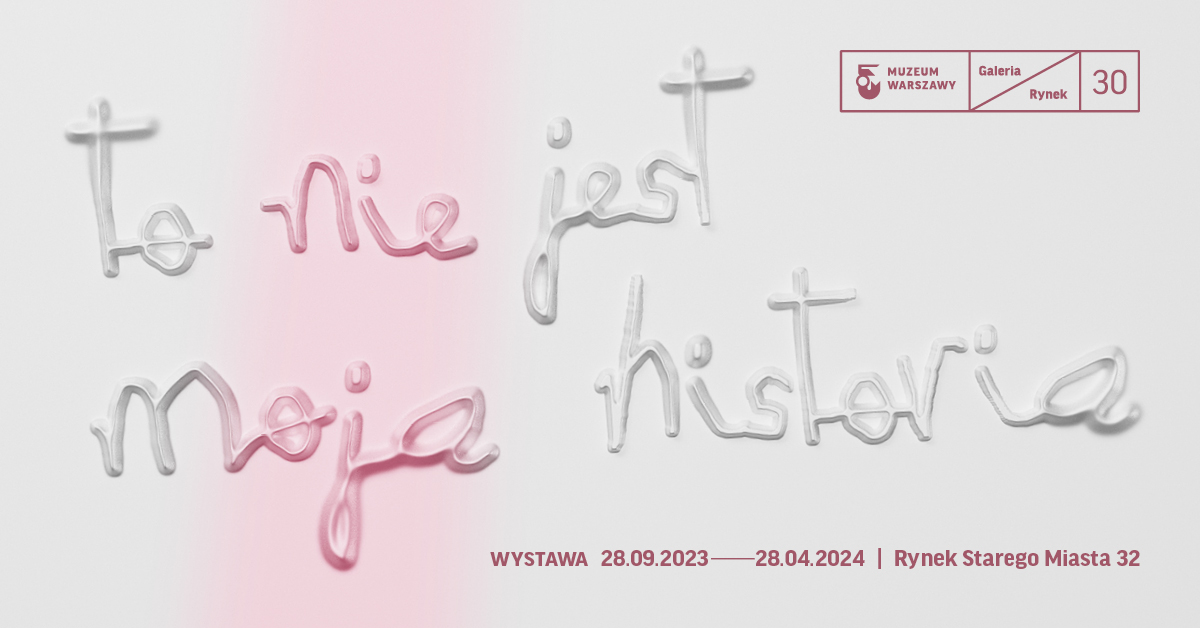 to nie jest
moja historia
MUZEUM
WARSZAWY
Galeria
Rynek
30
WYSTAWA 28.09.2023——28.04.2024 | Rynek Starego Miasta 32